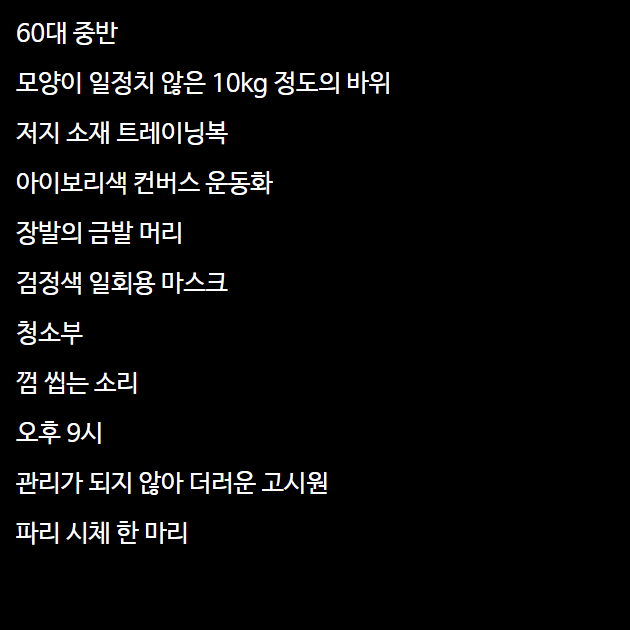 60대 중반
모양이 일정치 않은 10kg 정도의 바위
저지 소재 트레이닝복
아이보리색 컨버스 운동화
장발의 금발 머리
검정색 일회용 마스크
청소부
껌 씹는 소리
오후 9시
관리가 되지 않아 더러운 고시원
파리 시체 한 마리